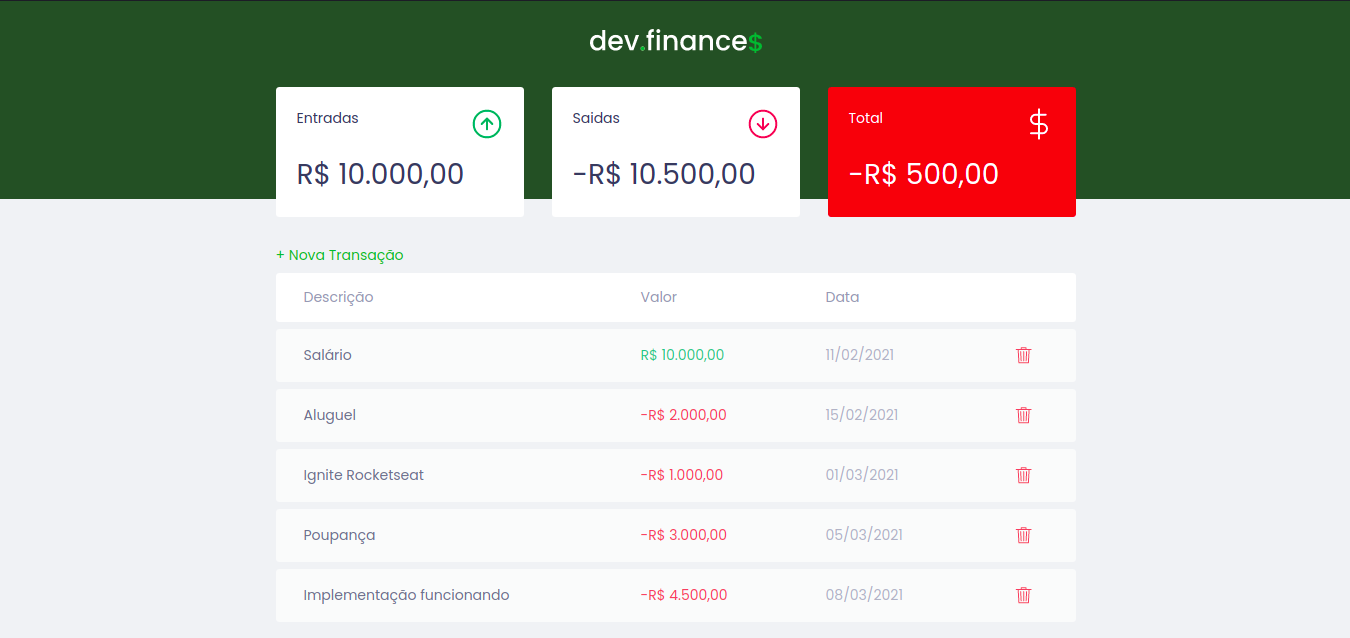 dev.finance$
Entradas
R$ 10.000,00
Saidas
-R$ 10.500,00
Total
$
-R$ 500,00
+ Nova Transação
Descrição Valor Data
Salário R$ 10.000,00 11/02/2021
Aluguel -R$ 2.000,00 15/02/2021
Ignite Rocketseat -R$ 1.000,00 01/03/2021
Poupança -R$ 3.000,00 05/03/2021
Implementação funcionando -R$ 4.500,00 08/03/2021